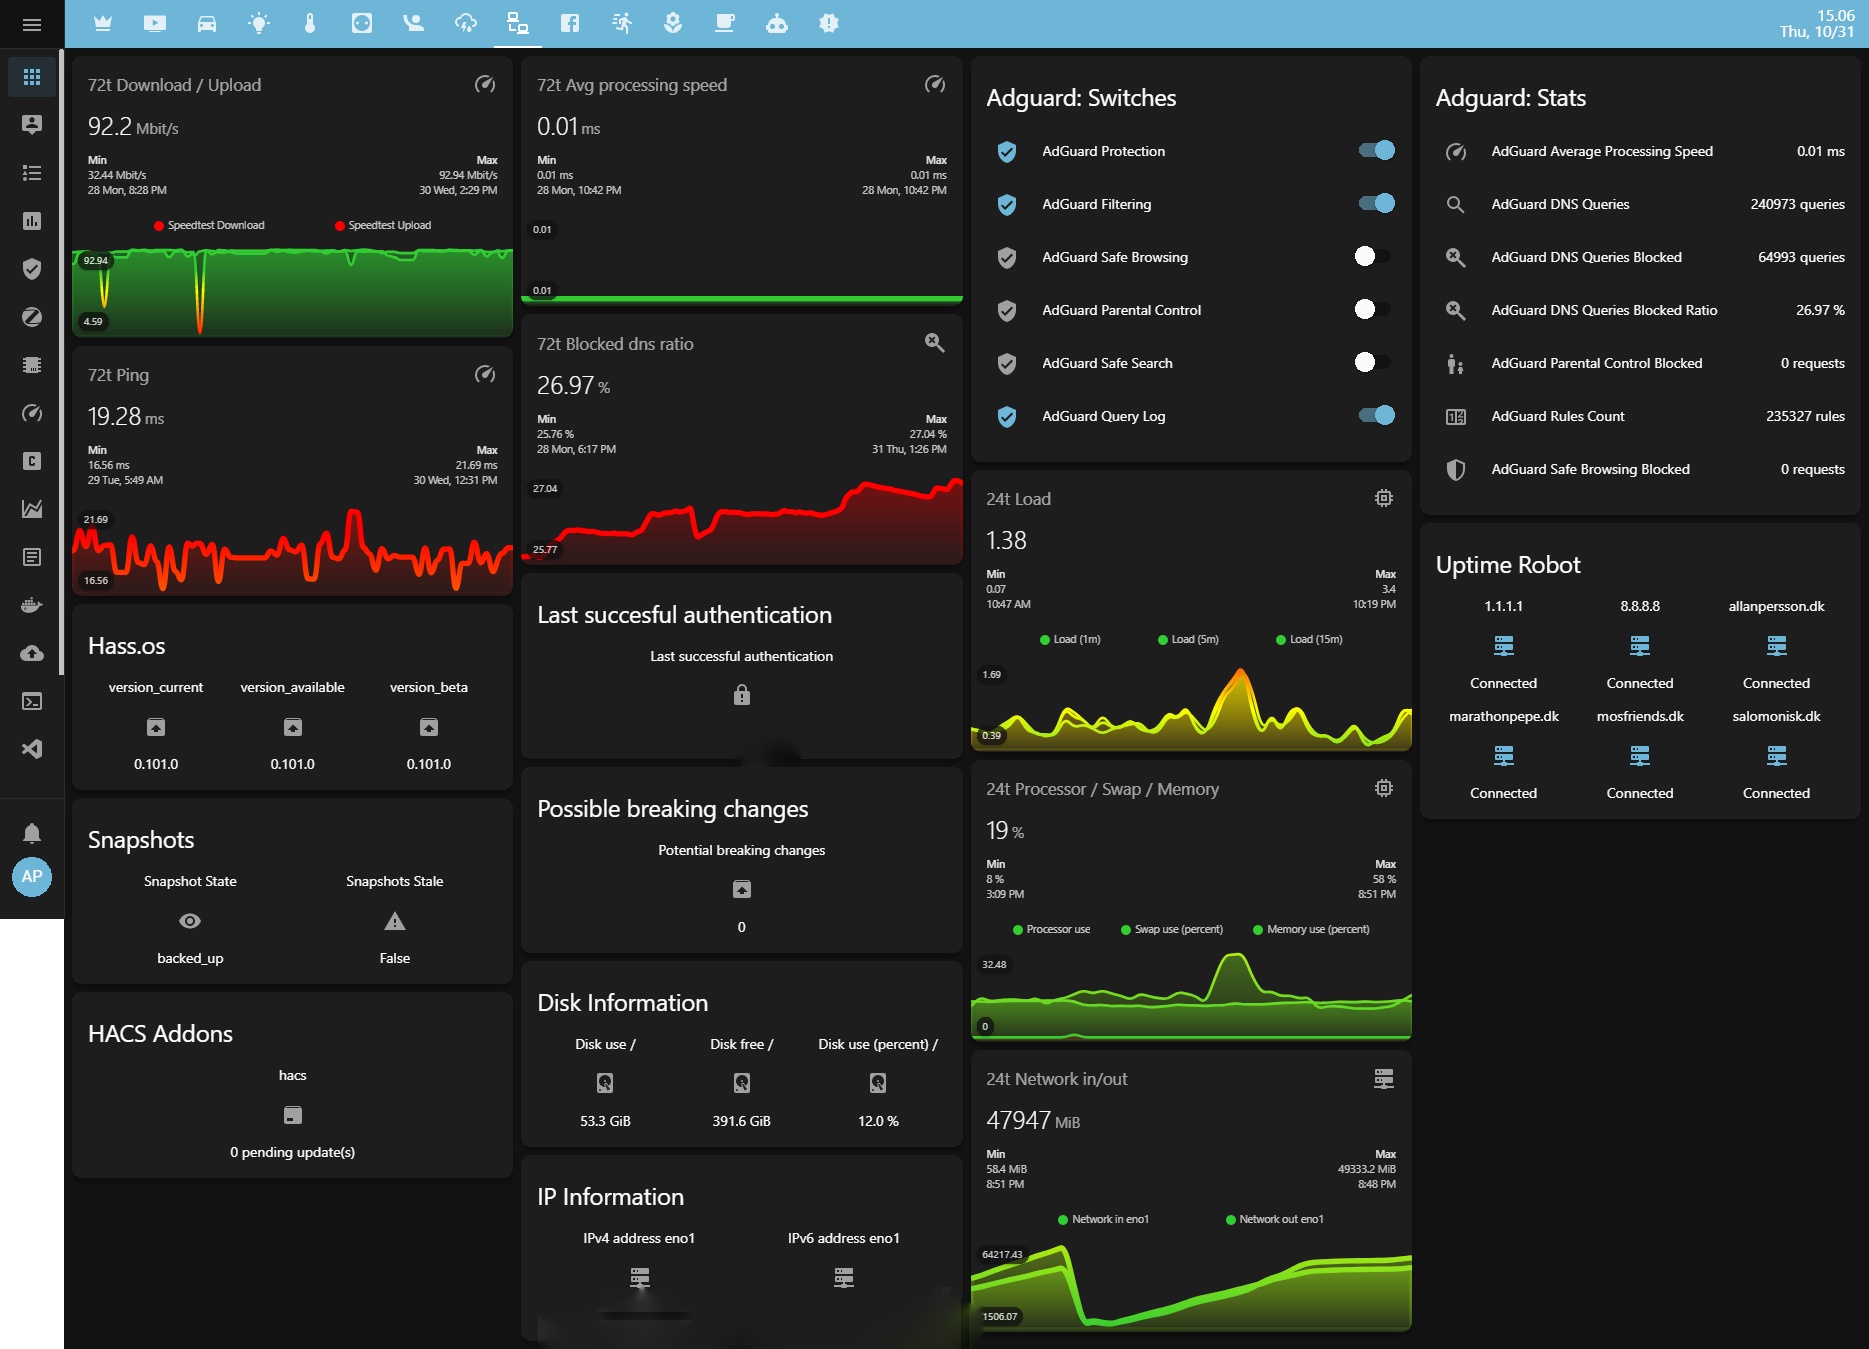 15.06
Thu, 10/31
AP
72t Download / Upload
92.2 Mbit/s
Min Max
32.44 Mbit/s 92.94 Mbit/s
28 Mon, 8:28 PM 30 Wed, 2:29 PM
Speedtest Download Speedtest Upload
92.94
4.59
72t Ping
19.28 ms
Min Max
16.56 ms 21.69 ms
29 Tue, 5:49 AM 30 Wed, 12:31 PM
21.69
16.56
Hass.os
version_current version_available version_beta
0.101.0 0.101.0 0.101.0
Snapshots
Snapshot State Snapshots Stale
backed_up False
HACS Addons
hacs
0 pending update(s)
72t Avg processing speed
0.01 ms
Min Max
0.01 ms 0.01 ms
28 Mon, 10:42 PM 28 Mon, 10:42 PM
0.01
0.01
72t Blocked dns ratio
26.97 %
Min Max
25.76 % 27.04 %
28 Mon, 6:17 PM 31 Thu, 1:26 PM
27.04
25.77
Last succesful authentication
Last successful authentication
Possible breaking changes
Potential breaking changes
0
Disk Information
Disk use / Disk free / Disk use (percent) /
53.3 GiB 391.6 GiB 12.0 %
IP Information
IPv4 address eno1 IPv6 address eno1
Adguard: Switches
AdGuard Protection
AdGuard Filtering
AdGuard Safe Browsing
AdGuard Parental Control
AdGuard Safe Search
AdGuard Query Log
24t Load
1.38
Min Max
0.07 3.4
10:47 AM 10:19 PM
Load (1m) Load (5m) Load (15m)
1.69
0.39
24t Processor / Swap / Memory
19 %
Min Max
8 % 58 %
3:09 PM 8:51 PM
Processor use Swap use (percent) Memory use (percent)
32.48
0
24t Network in/out
47947 MiB
Min Max
58.4 MiB 49333.2 MiB
8:51 PM 8:48 PM
Network in eno1 Network out eno1
64217.43
1506.07
Adguard: Stats
AdGuard Average Processing Speed 0.01 ms
AdGuard DNS Queries 240973 queries
AdGuard DNS Queries Blocked 64993 queries
AdGuard DNS Queries Blocked Ratio 26.97 %
AdGuard Parental Control Blocked 0 requests
AdGuard Rules Count 235327 rules
AdGuard Safe Browsing Blocked 0 requests
Uptime Robot
1.1.1.1 8.8.8.8 allanpersson.dk
Connected Connected Connected
marathonpepe.dk mosfriends.dk salomonisk.dk
Connected Connected Connected